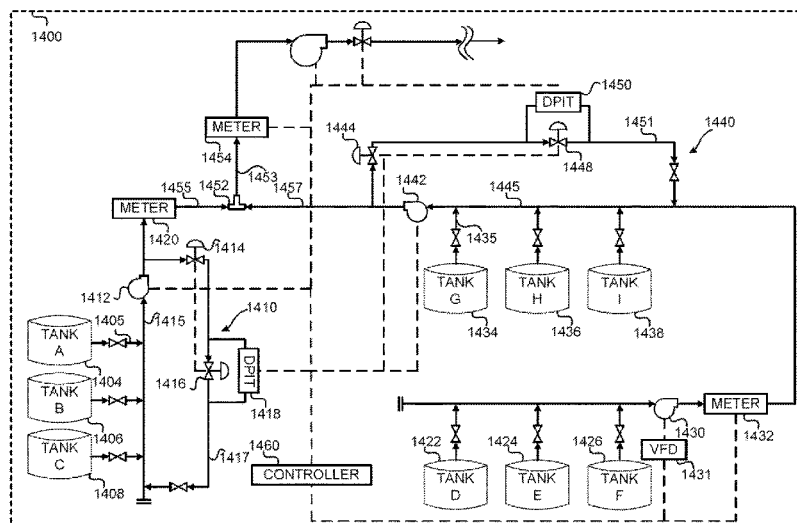 1400
1450
DPIT
1451
1440
1444
METER
1454
1448
1453
1455
1452
1457
1442
1445
METER
1420
1414
1435
1412
1415
1410
TANK
G
1434
TANK
H
1436
TANK
I
1438
1405
TANK
A
1404
1416
DPIT
1418
TANK
B
1406
1422
1424
1426
1430
METER
1432
TANK
C
1408
1460
1417
CONTROLLER
TANK
D
TANK
E
TANK
F
VFD
1431